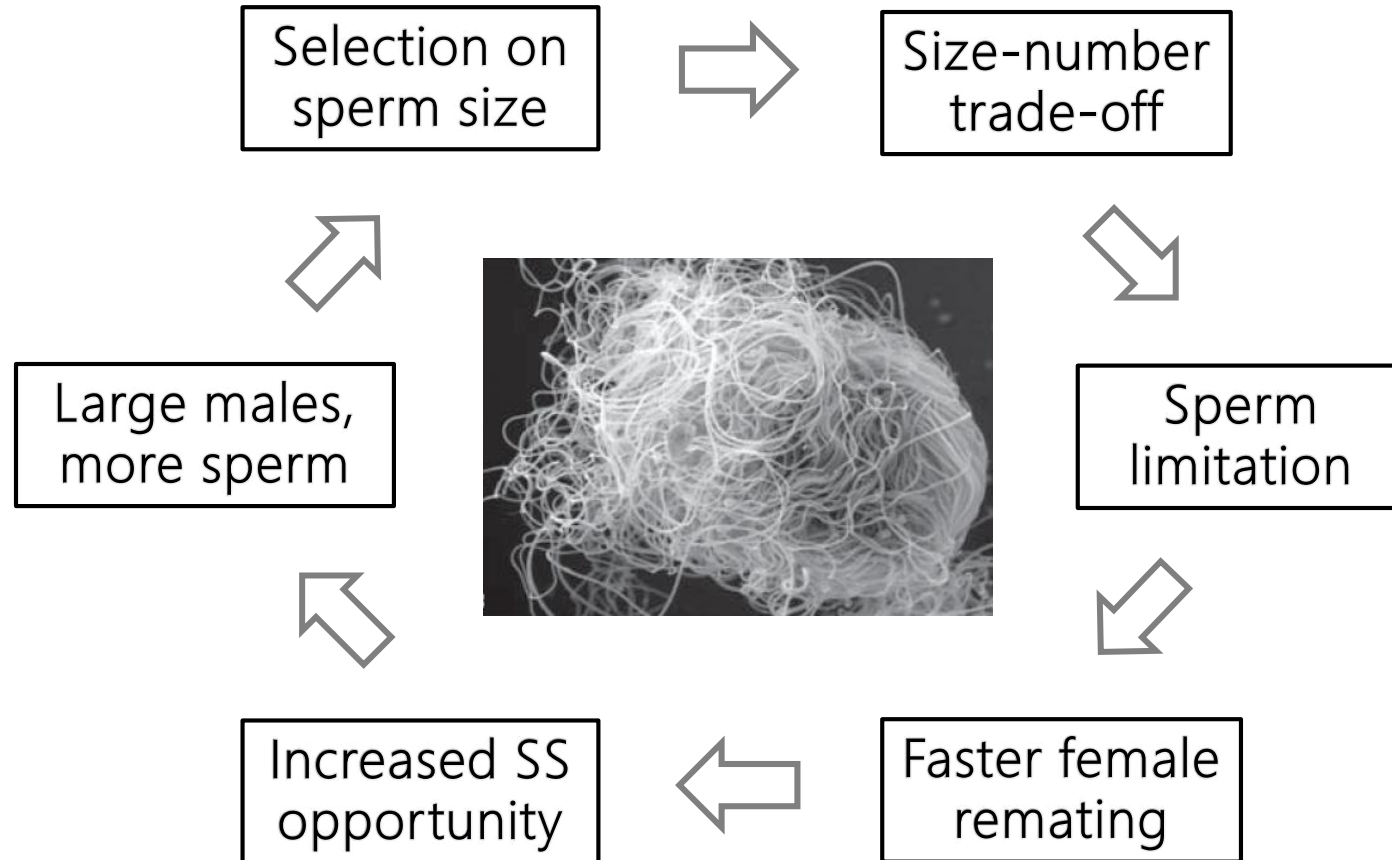 Selection on
sperm size
Size-number
trade-off
Sperm
limitation
Faster female
remating
Increased SS
opportunity
Large males,
more sperm